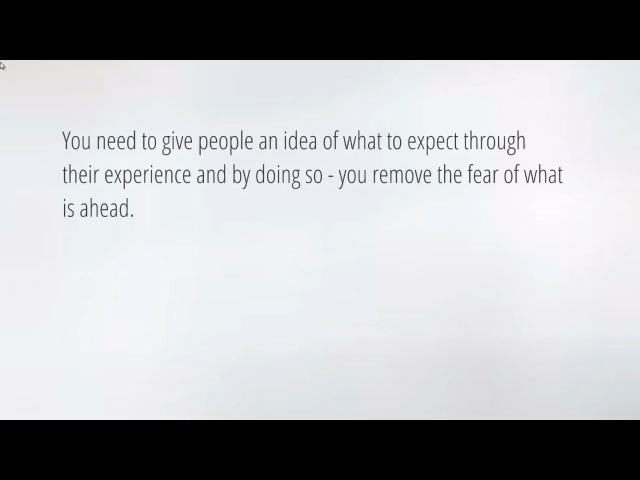 You need to give people an idea of what to expect through
their experience and by doing so - you remove the fear of what
is ahead.